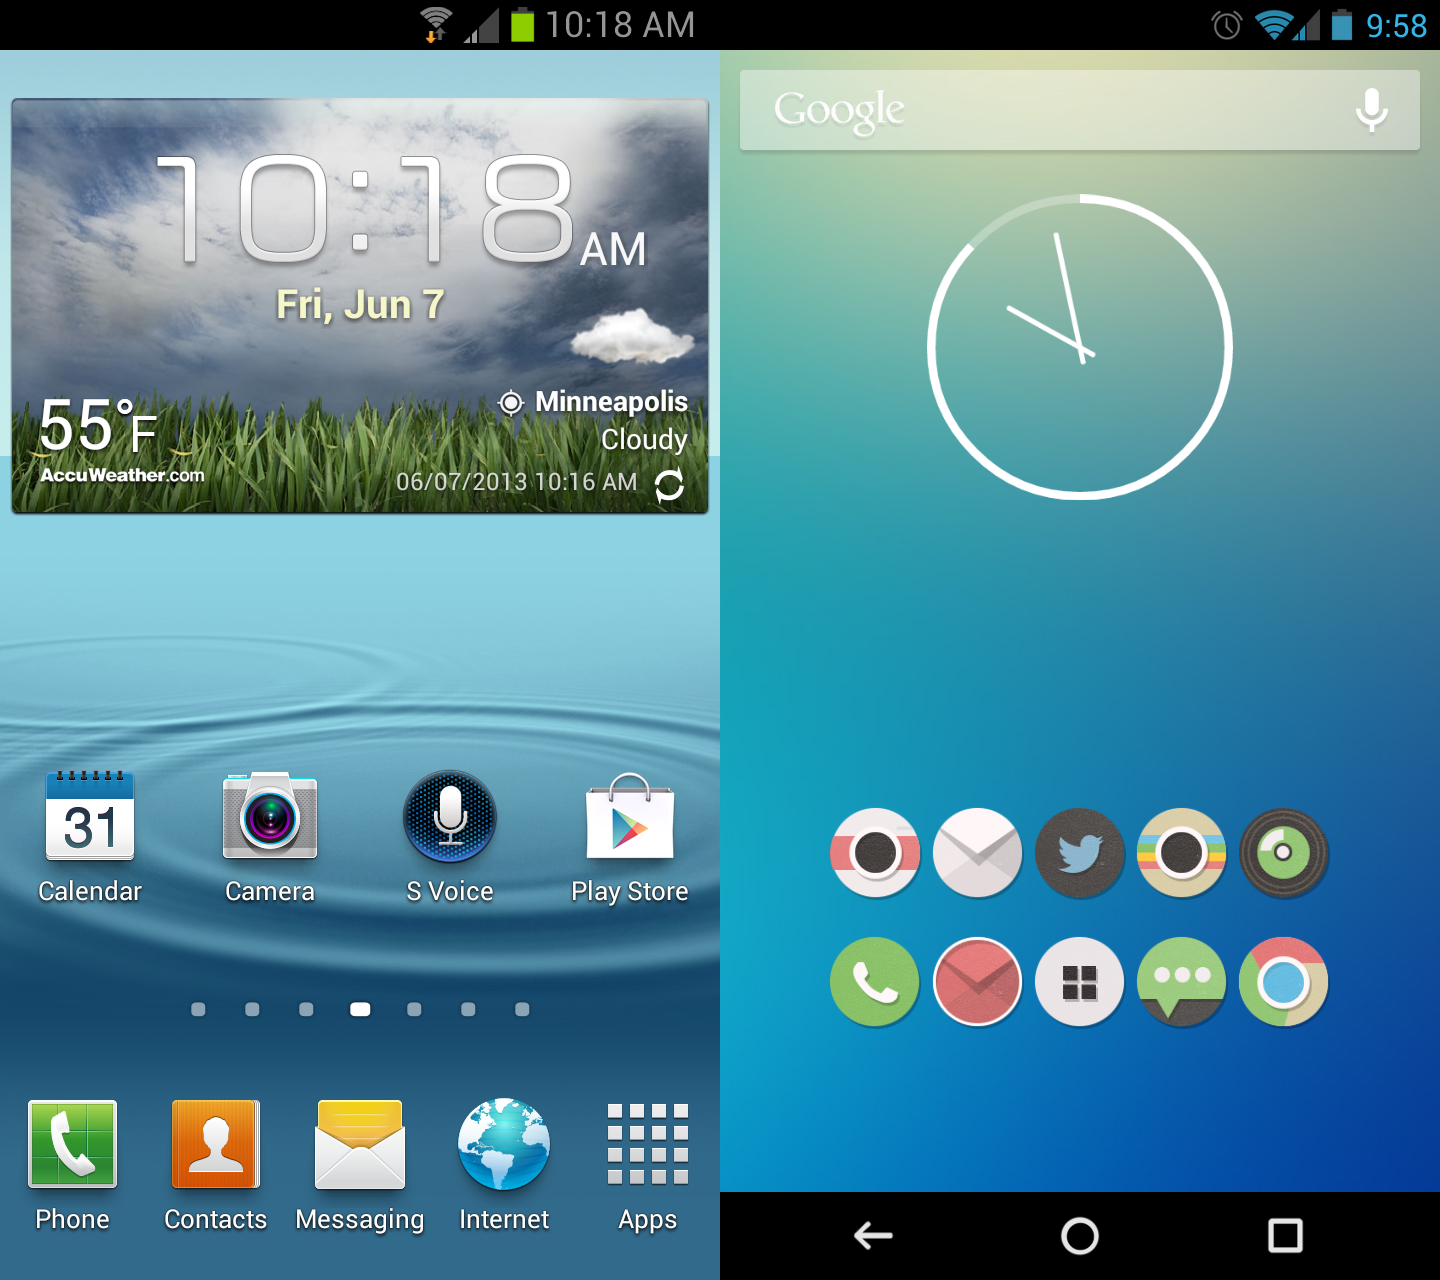 10:18 AM
10:18 AM
Fri, Jun 7
55°F
Minneapolis
Cloudy
AccuWeather.com
06/07/2013 10:16 AM
31
Calendar
Camera
S Voice
Play Store
Phone
Contacts
Messaging
Internet
Apps
9:58
Google